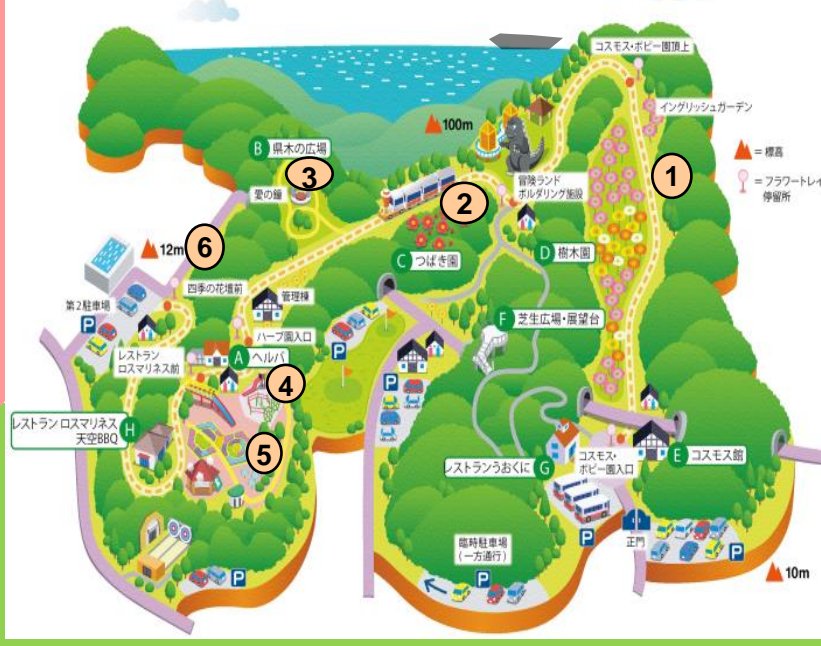 コスモス・ポピー園頂上
イングリッシュガーデン
1
= 標高
= フラワートレイ
停留所
100m
B 県木の広場
3
愛の鐘
2
冒険ランド
ボルダリング施設
6
12m
C つばき園
D 樹木園
四季の花壇前
管理棟
第2駐車場
P
ハーブ園入口
F 芝生広場・展望台
P
レストラン
ロスマリネス前
A ヘルバ
4
P
レストラン ロスマリネス
天空BBQ
H
5
レストランうおくに
G
コスモス・
ポピー園入口
E コスモス館
臨時駐車場
(一方通行)
P
P
正門
P
10m
P